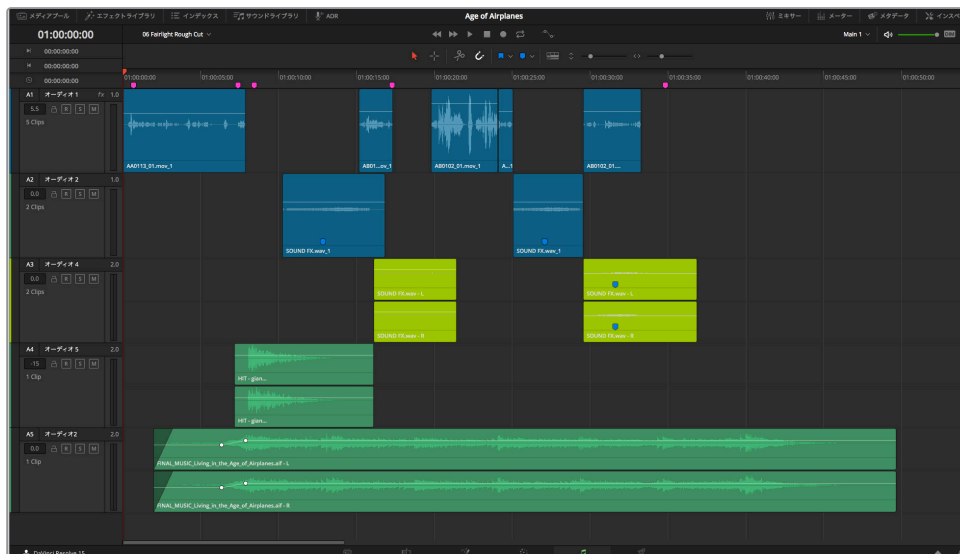 メディアプール エフェクトライブラリ インデックス サウンドライブラリ ADR Age of Airplanes ミキサー メーター メタデータ インスペ
01:00:00:00 06 Fairlight Rough Cut Main 1 DIM
00:00:00:00
00:00:00:00
00:00:00:00 01:00:00:00 01:00:05:00 01:00:10:00 01:00:15:00 01:00:20:00 01:00:25:00 01:00:30:00 01:00:35:00 01:00:40:00 01:00:45:00 01:00:50:00
A1 オーディオ 1 fx 1.0
5.5 R S M
5 Clips
AA0113_01.mov_1 AB01...ov_1 AB0102_01.mov_1 A...1 AB0102_01....
A2 オーディオ 2 1.0
0.0 R S M
2 Clips
SOUND FX.wav_1 SOUND FX.wav_1
A3 オーディオ 4 2.0
0.0 R S M
2 Clips
SOUND FX.wav - L SOUND FX.wav - L
SOUND FX.wav - R SOUND FX.wav - R
A4 オーディオ 5 2.0
-15 R S M
1 Clip
HIT - gian...
HIT - gian...
A5 オーディオ2 2.0
0.0 R S M
1 Clip
FINAL_MUSIC_Living_in_the_Age_of_Airplanes.aif - L
FINAL_MUSIC_Living_in_the_Age_of_Airplanes.aif - R
DaVinci Resolve 15